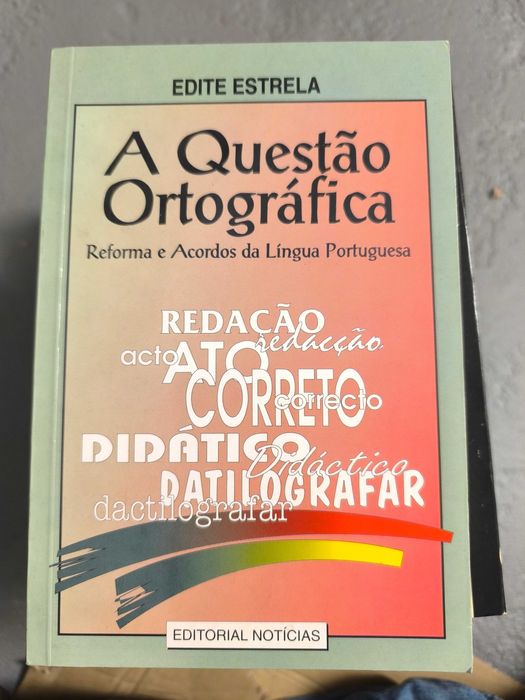 EDITE ESTRELA
A Questão
Ortográfica
Reforma e Acordos da Língua Portuguesa
REDAÇÃO
redacção
acto
ATO
CORRETO
correcto
DIDÁTICO
Didáctico
DATILOGRAFAR
dactilografar
EDITORIAL NOTÍCIAS